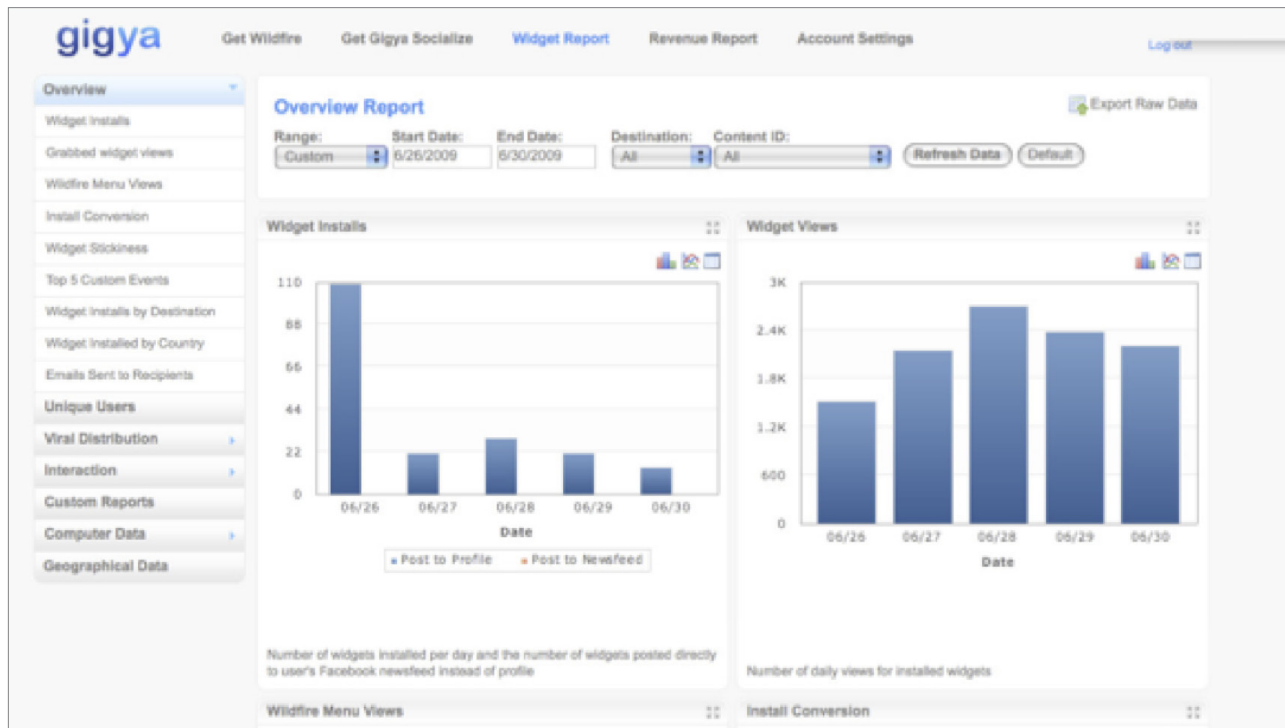 gigya
Get Wildfire Get Gigya Socialize Widget Report Revenue Report Account Settings
Log out
Overview
Widget Installs
Grabbed widget views
Wildfire Menu Views
Install Conversion
Widget Stickiness
Top 5 Custom Events
Widget Installs by Destination
Widget Installed by Country
Emails Sent to Recipients
Unique Users
Viral Distribution
Interaction
Custom Reports
Computer Data
Geographical Data
Overview Report
Export Raw Data
Range: Start Date: End Date: Destination: Content ID:
Custom 6/26/2009 6/30/2009 All All Refresh Data Default
Widget Installs
110
88
66
44
22
0
06/26 06/27 06/28 06/29 06/30
Date
Post to Profile Post to Newsfeed
Number of widgets installed per day and the number of widgets posted directly
to user's Facebook newsfeed instead of profile
Widget Views
3K
2.4K
1.8K
1.2K
600
0
06/26 06/27 06/28 06/29 06/30
Date
Number of daily views for installed widgets
Wildfire Menu Views
Install Conversion